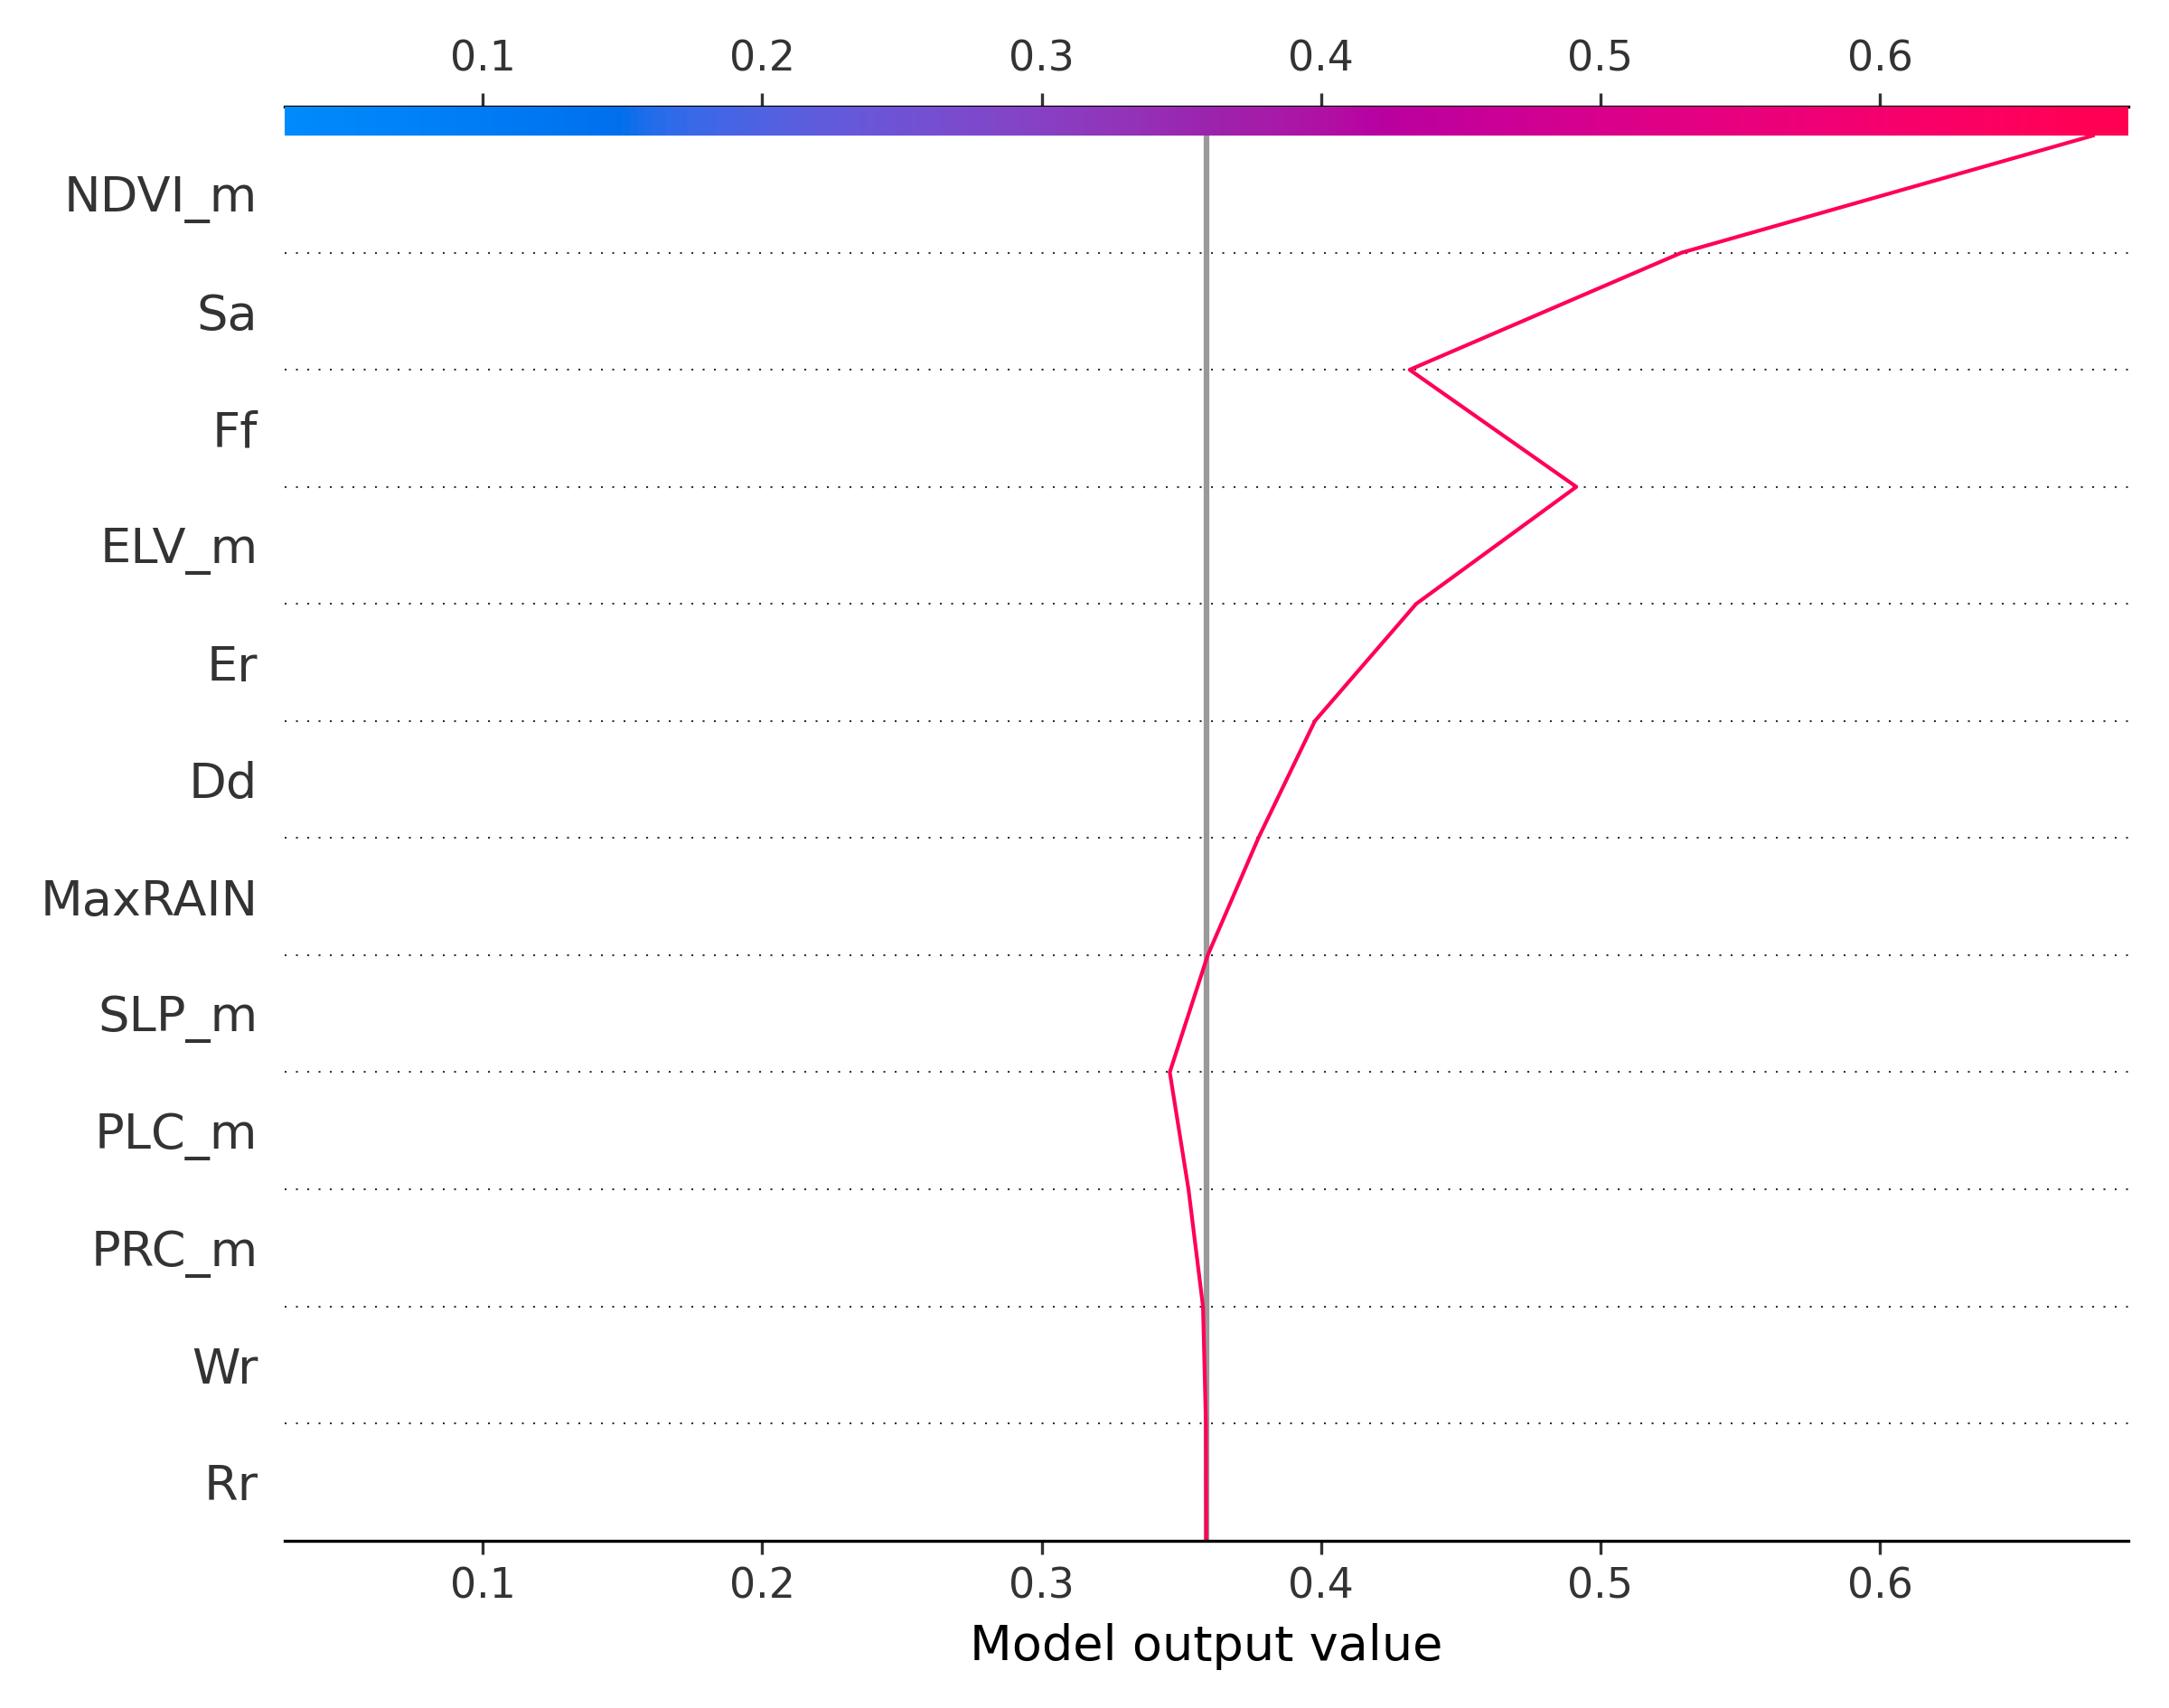 0.1 0.2 0.3 0.4 0.5 0.6
NDVI_m
Sa
Ff
ELV_m
Er
Dd
MaxRAIN
SLP_m
PLC_m
PRC_m
Wr
Rr
0.1 0.2 0.3 0.4 0.5 0.6
Model output value